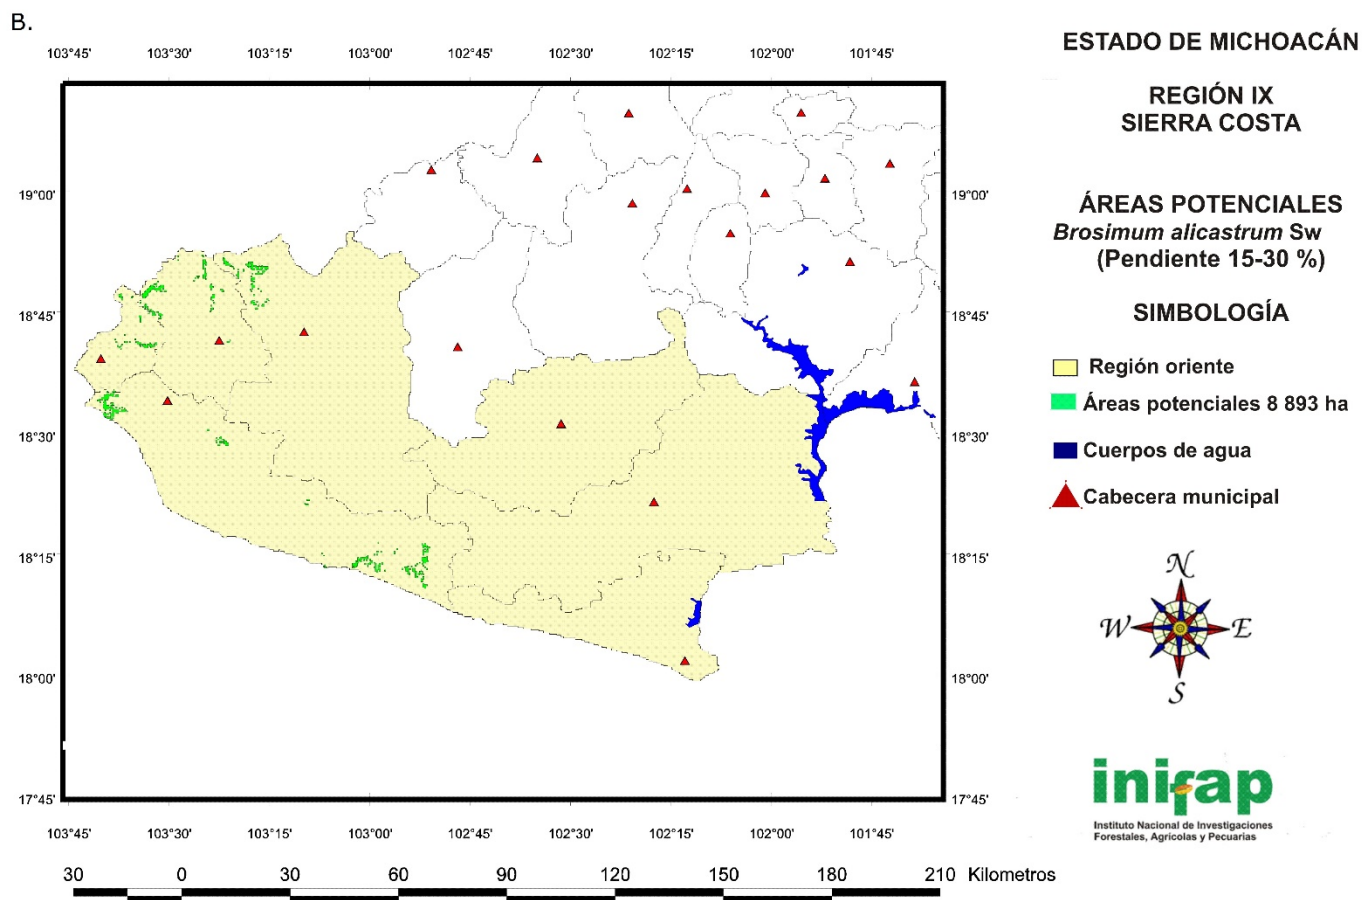 B.
103°45' 103°30' 103°15' 103°00' 102°45' 102°30' 102°15' 102°00' 101°45'
19°00' 19°00'
18°45' 18°45'
18°30' 18°30'
18°15' 18°15'
18°00' 18°00'
17°45' 17°45'
103°45' 103°30' 103°15' 103°00' 102°45' 102°30' 102°15' 102°00' 101°45'
30 0 30 60 90 120 150 180 210 Kilometros
ESTADO DE MICHOACÁN
REGIÓN IX
SIERRA COSTA
ÁREAS POTENCIALES
Brosimum alicastrum Sw
(Pendiente 15-30 %)
SIMBOLOGÍA
Región oriente
Áreas potenciales 8 893 ha
Cuerpos de agua
Cabecera municipal
N
W E
S
inifap
Instituto Nacional de Investigaciones
Forestales, Agrícolas y Pecuarias